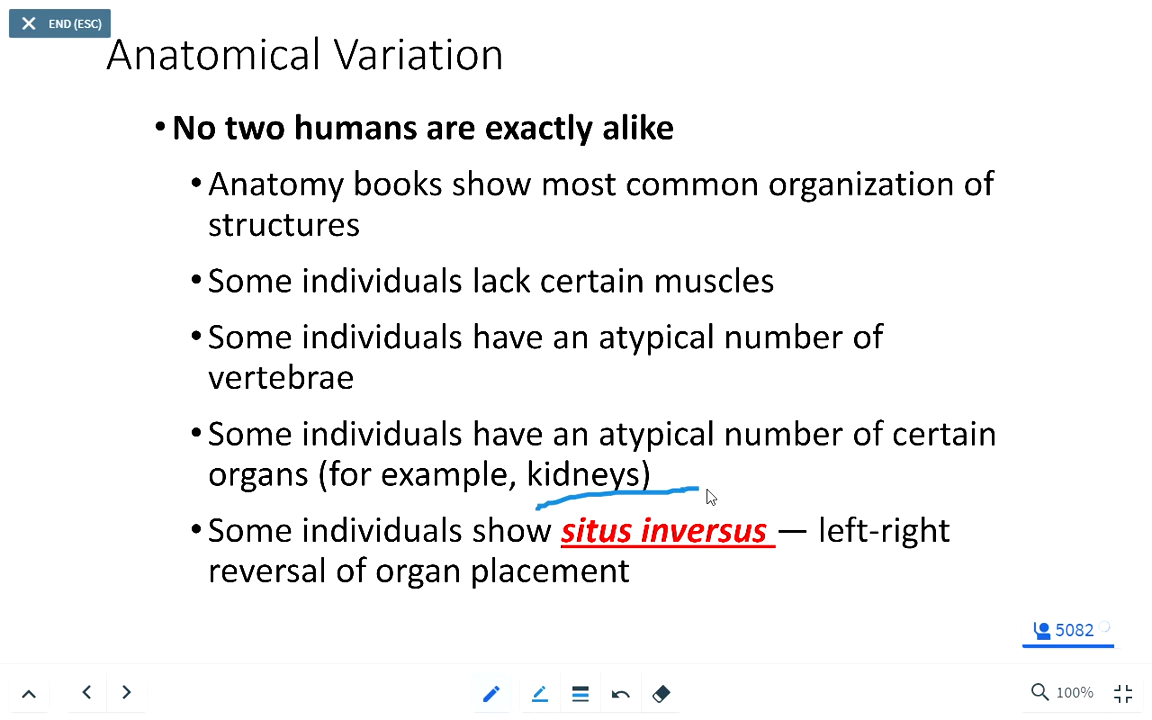 END (ESC)
Anatomical Variation
• No two humans are exactly alike
• Anatomy books show most common organization of
structures
• Some individuals lack certain muscles
• Some individuals have an atypical number of
vertebrae
• Some individuals have an atypical number of certain
organs (for example, kidneys)
• Some individuals show situs inversus — left-right
reversal of organ placement
5082
100%